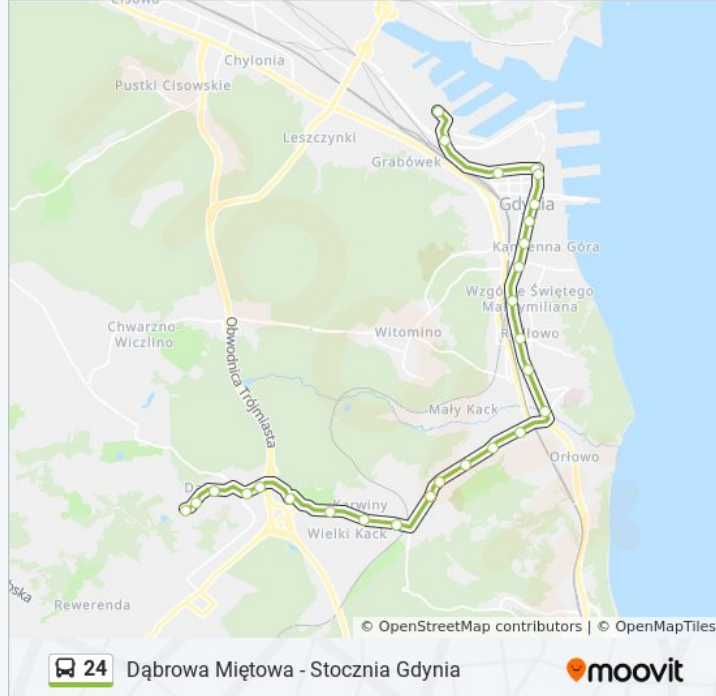 Cisowa
Chylonia
Pustki Cisowskie
Leszczynki
Grabówek
Gdynia
Kamienna Góra
Wzgórze Świętego
Maksymiliana
Chwarzno-
Wiczlino
Witomino
Redłowo
Obwodnica Trójmiasta
Mały Kack
Orłowo
Karwiny
Wielki Kack
Rewerenda
© OpenStreetMap contributors | © OpenMapTiles
24 Dąbrowa Miętowa - Stocznia Gdynia
moovit